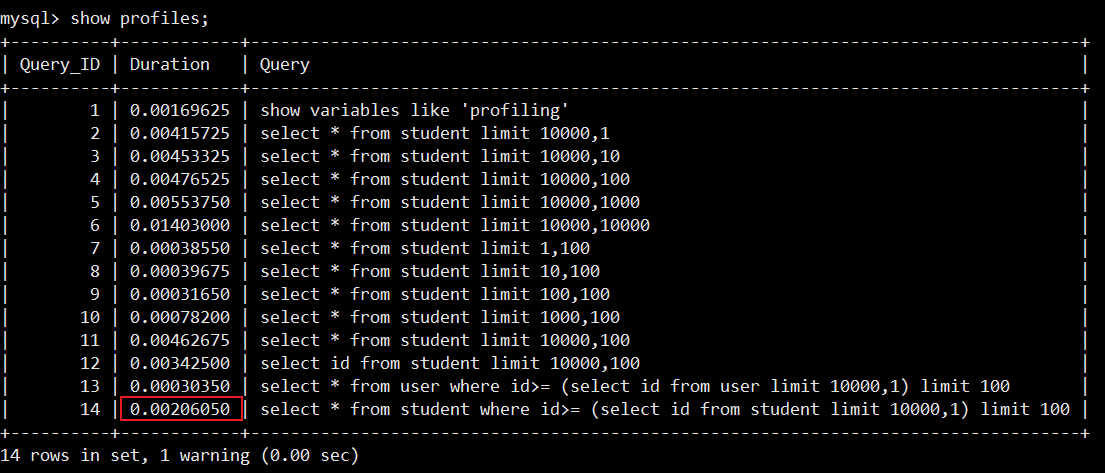 mysql> show profiles;
+----------+------------+-----------------------------------------------------------------------------------+
| Query_ID | Duration   | Query                                                                             |
+----------+------------+-----------------------------------------------------------------------------------+
|        1 | 0.00169625 | show variables like 'profiling'                                                   |
|        2 | 0.00415725 | select * from student limit 10000,1                                               |
|        3 | 0.00453325 | select * from student limit 10000,10                                              |
|        4 | 0.00476525 | select * from student limit 10000,100                                             |
|        5 | 0.00553750 | select * from student limit 10000,1000                                            |
|        6 | 0.01403000 | select * from student limit 10000,10000                                           |
|        7 | 0.00038550 | select * from student limit 1,100                                                 |
|        8 | 0.00039675 | select * from student limit 10,100                                                |
|        9 | 0.00031650 | select * from student limit 100,100                                               |
|       10 | 0.00078200 | select * from student limit 1000,100                                              |
|       11 | 0.00462675 | select * from student limit 10000,100                                             |
|       12 | 0.00342500 | select id from student limit 10000,100                                            |
|       13 | 0.00030350 | select * from user where id>= (select id from user limit 10000,1) limit 100       |
|       14 | 0.00206050 | select * from student where id>= (select id from student limit 10000,1) limit 100 |
+----------+------------+-----------------------------------------------------------------------------------+
14 rows in set, 1 warning (0.00 sec)